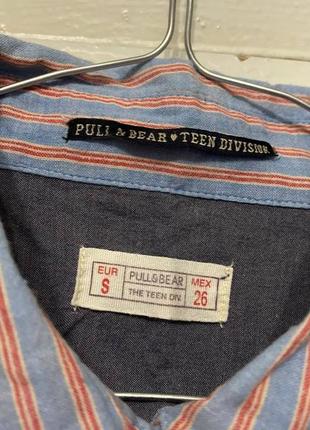 PULL & BEAR ♥ TEEN DIVISION
EUR S
PULL&BEAR
THE TEEN DIV.
MEX 26